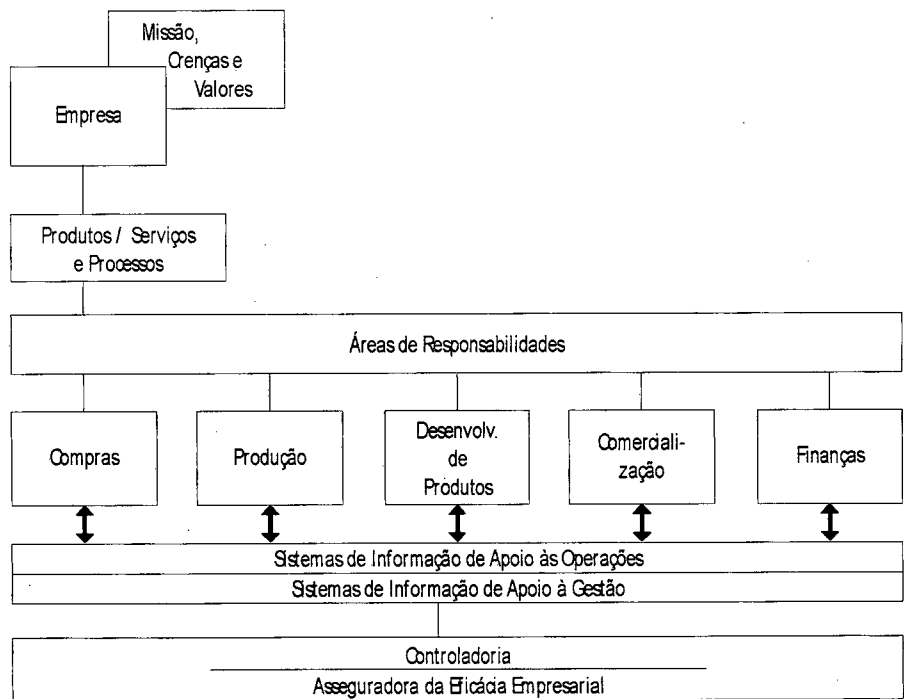 Missão,
Crenças e
Valores
Empresa
Produtos / Serviços
e Processos
Áreas de Responsabilidades
Compras
Produção
Desenvolv.
de
Produtos
Comerciali-
zação
Finanças
Sistemas de Informação de Apoio às Operações
Sistemas de Informação de Apoio à Gestão
Controladoria
Asseguradora da Eficácia Empresarial